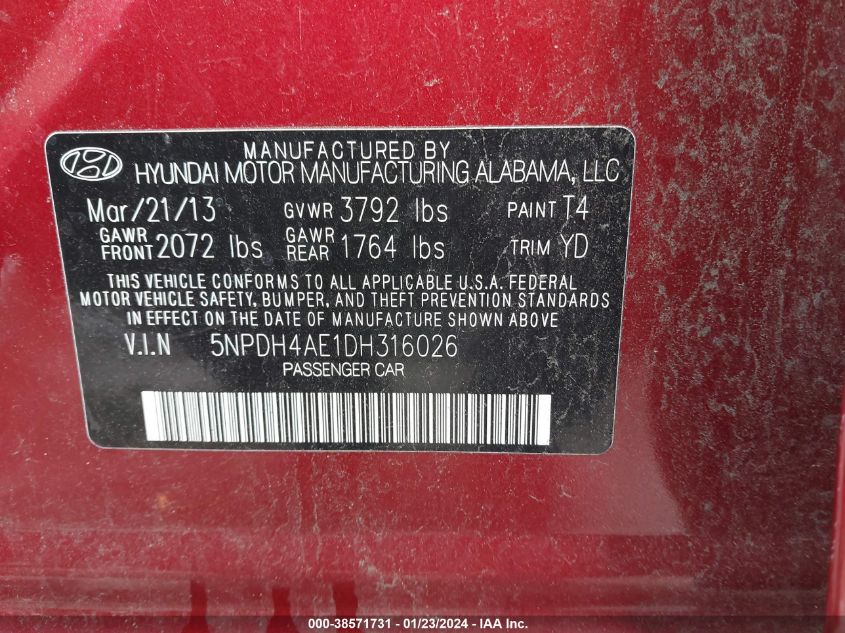 MANUFACTURED BY
HYUNDAI MOTOR MANUFACTURING ALABAMA, LLC
Mar/21/13 GVWR 3792 lbs PAINT T4
GAWR FRONT 2072 lbs GAWR REAR 1764 lbs TRIM YD
THIS VEHICLE CONFORMS TO ALL APPLICABLE U.S.A. FEDERAL
MOTOR VEHICLE SAFETY, BUMPER, AND THEFT PREVENTION STANDARDS
IN EFFECT ON THE DATE OF MANUFACTURE SHOWN ABOVE
V.I.N 5NPDH4AE1DH316026
PASSENGER CAR
000-38571731 - 01/23/2024 - IAA Inc.